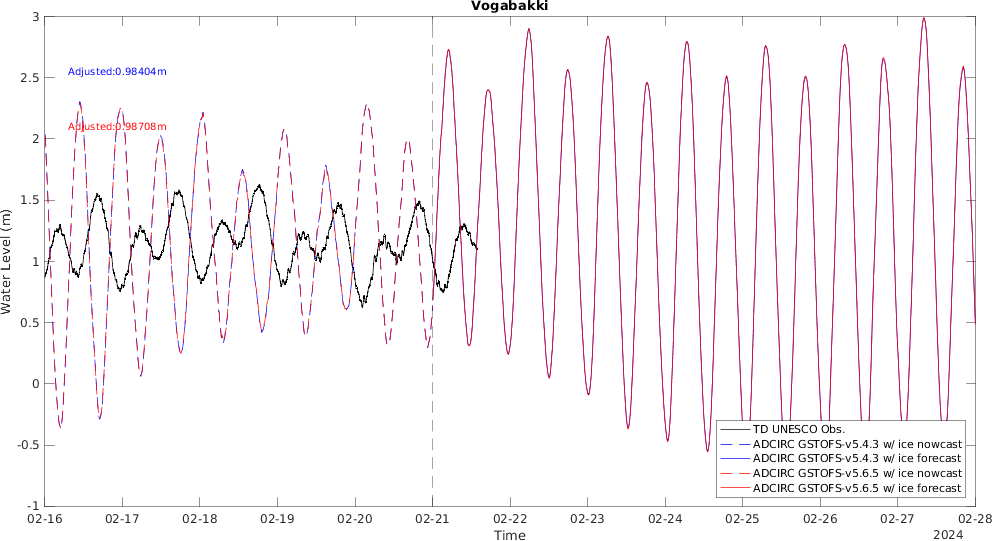 Vogabakki
Adjusted:0.98404m
Adjusted:0.98708m
Water Level (m)
3
2.5
2
1.5
1
0.5
0
-0.5
-1
TD UNESCO Obs.
ADCIRC GSTOFS-v5.4.3 w/ ice nowcast
ADCIRC GSTOFS-v5.4.3 w/ ice forecast
ADCIRC GSTOFS-v5.6.5 w/ ice nowcast
ADCIRC GSTOFS-v5.6.5 w/ ice forecast
02-16 02-17 02-18 02-19 02-20 02-21 02-22 02-23 02-24 02-25 02-26 02-27 02-28
Time
2024